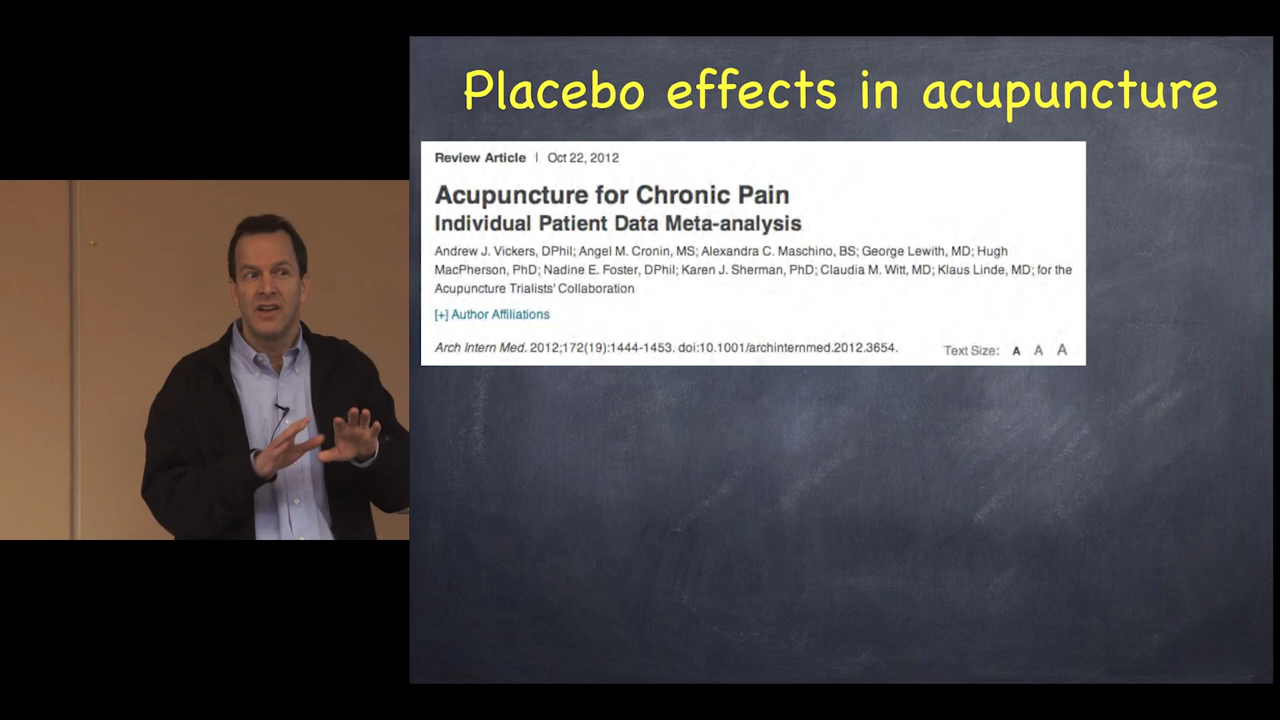 Placebo effects in acupuncture
Review Article | Oct 22, 2012
Acupuncture for Chronic Pain
Individual Patient Data Meta-analysis
Andrew J. Vickers, DPhil; Angel M. Cronin, MS; Alexandra C. Maschino, BS; George Lewith, MD; Hugh
MacPherson, PhD; Nadine E. Foster, DPhil; Karen J. Sherman, PhD; Claudia M. Witt, MD; Klaus Linde, MD; for the
Acupuncture Trialists' Collaboration
[+] Author Affiliations
Arch Intern Med. 2012;172(19):1444-1453. doi:10.1001/archinternmed.2012.3654.
Text Size: A A A